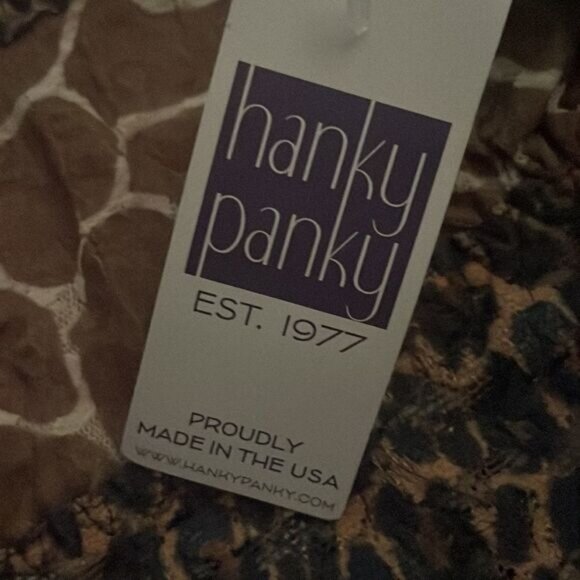 hanky
panky
EST. 1977
PROUDLY
MADE IN THE USA
WWW.HANKYPANKY.COM